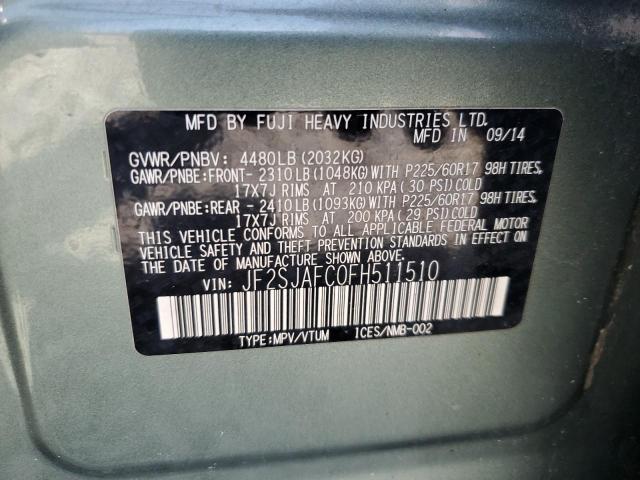 MFD BY FUJI HEAVY INDUSTRIES LTD.
MFD IN 09/14
GVWR/PNBV: 4480LB(2032KG)
GAWR/PNBE:FRONT- 2310LB(1048KG)WITH P225/60R17 98H TIRES,
17X7J RIMS AT 210 KPA(30 PSI)COLD
GAWR/PNBE:REAR - 2410LB(1093KG)WITH P225/60R17 98H TIRES,
17X7J RIMS AT 200 KPA(29 PSI)COLD
THIS VEHICLE CONFORMS TO ALL APPLICABLE FEDERAL MOTOR
VEHICLE SAFETY AND THEFT PREVENTION STANDARDS IN EFFECT ON
THE DATE OF MANUFACTURE SHOWN ABOVE.
VIN: JF2SJAFC0FH511510
TYPE:MPV/VTUM ICES/NMB-002